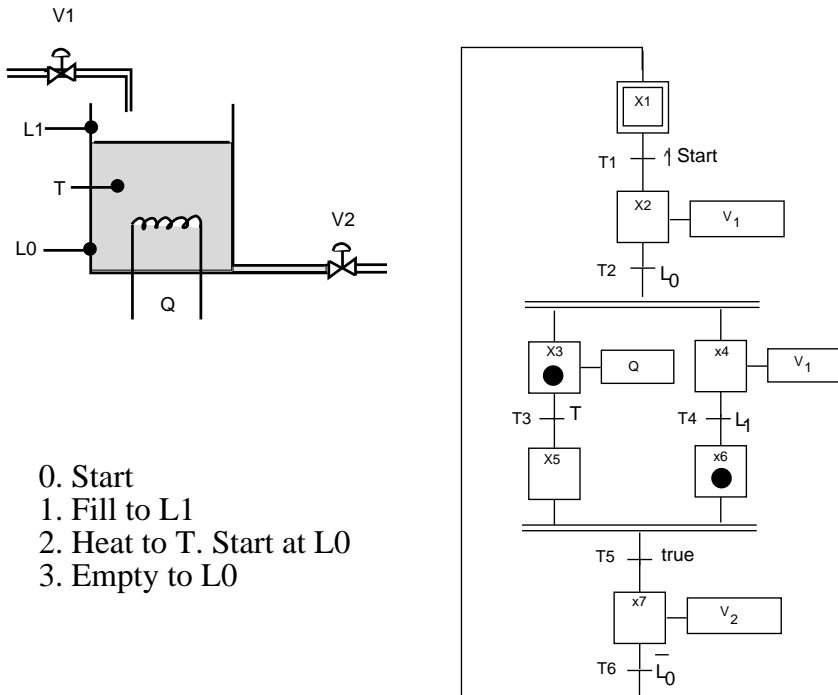 V1
L1
T
L0
Q
V2
0. Start
1. Fill to L1
2. Heat to T. Start at L0
3. Empty to L0
X1
T1 ↿ Start
X2
V1
T2 L0
X3
Q
x4
V1
T3 T
T4 L1
X5
x6
T5 true
x7
V2
T6 L̅0